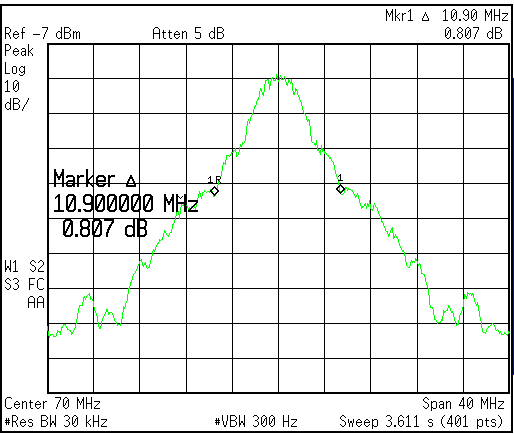 Mkr1 Δ 10.90 MHz
Ref -7 dBm Atten 5 dB 0.807 dB
Peak
Log
10
dB/
1R
1
Marker Δ
10.900000 MHz
0.807 dB
W1 S2
S3 FC
AA
Center 70 MHz Span 40 MHz
#Res BW 30 kHz #VBW 300 Hz Sweep 3.611 s (401 pts)